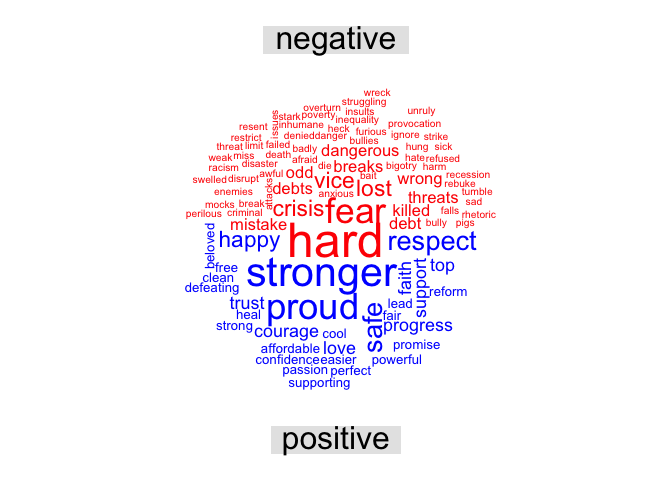 negative
wreck
struggling
overturn insults unruly
stark poverty inequality
issues
resent inhumane heck furious provocation
restrict denied danger bullies ignore strike
threat limit failed badly dangerous hung sick
weak miss death afraid die breaks bigotry hate refused
racism disaster awful odd vice bait lost wrong harm recession
swelled disrupt debts anxious rebuke
enemies attacks threats tumble
mocks break crisis fear killed falls sad
perilous criminal rhetoric
mistake debt bully pigs
beloved happy hard respect
free stronger faith support top
clean
defeating reform
trust proud safe lead
heal fair
strong courage cool progress
affordable love promise
confidence easier powerful
passion perfect
supporting
positive